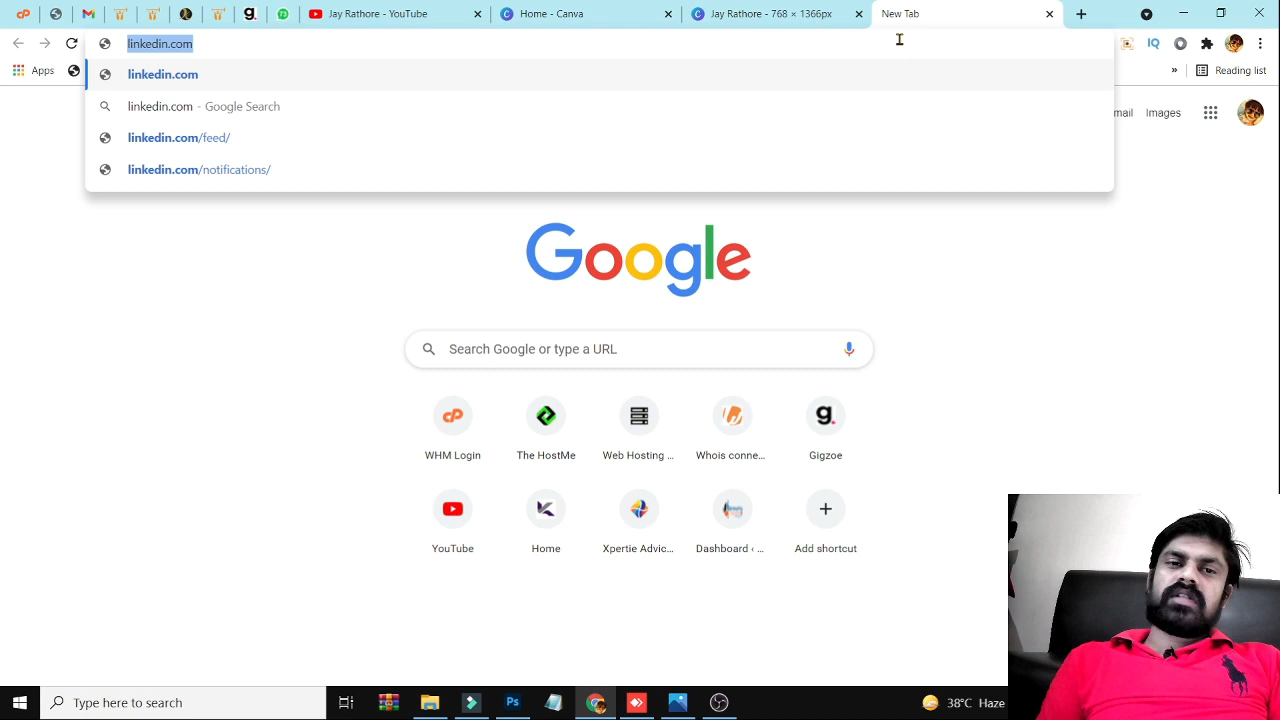 Jay Rathore - YouTube
Home - Canva
Jay Rathore - 768 × 1366px
New Tab
linkedin.com
IQ
Apps
»
Reading list
linkedin.com
linkedin.com - Google Search
linkedin.com/feed/
linkedin.com/notifications/
mail Images
Google
Search Google or type a URL
WHM Login
The HostMe
Web Hosting ...
Whois conne...
Gigzoe
YouTube
Home
Xpertie Advic...
Dashboard ‹ ...
Add shortcut
Type here to search
Ps
38°C Haze